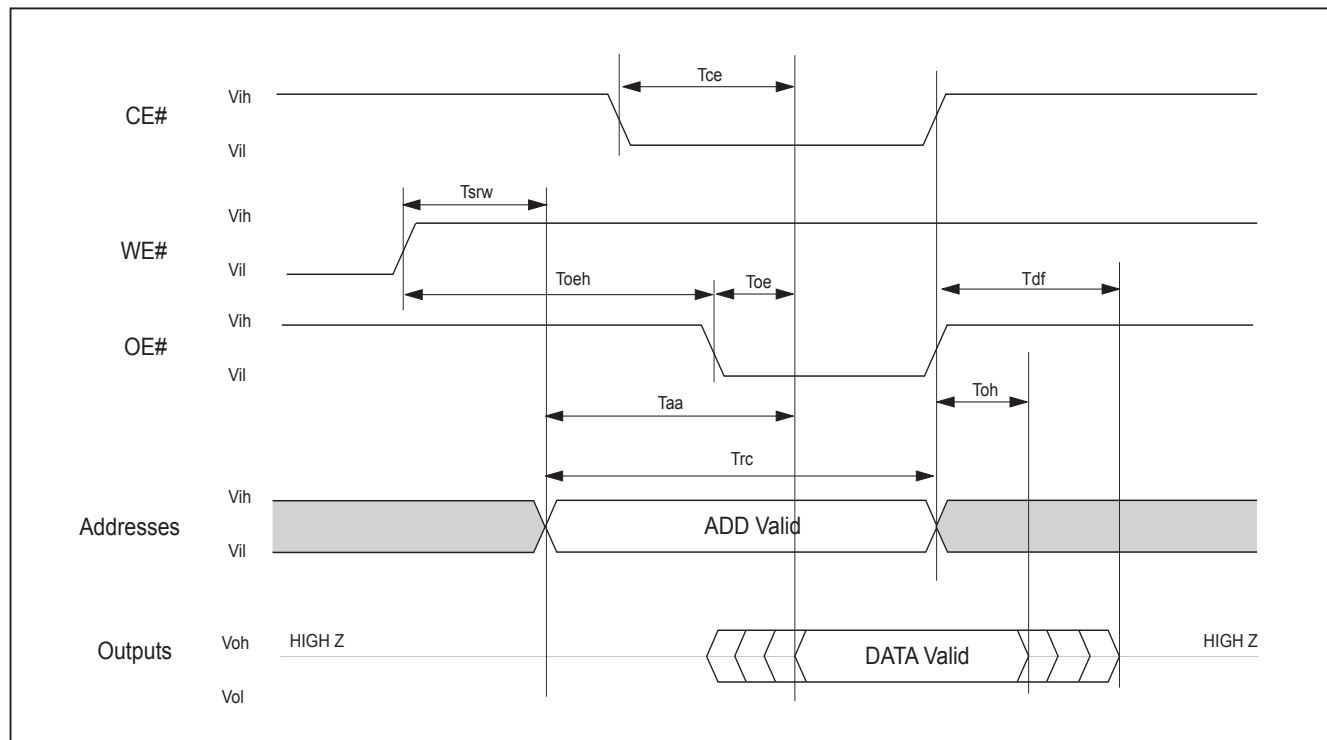 Tce
CE#
Vih
Vil
Tsrw
WE#
Vih
Vil
Toeh
Toe
Tdf
OE#
Vih
Vil
Taa
Toh
Trc
Addresses
Vih
Vil
ADD Valid
Outputs
Voh
HIGH Z
DATA Valid
HIGH Z
Vol